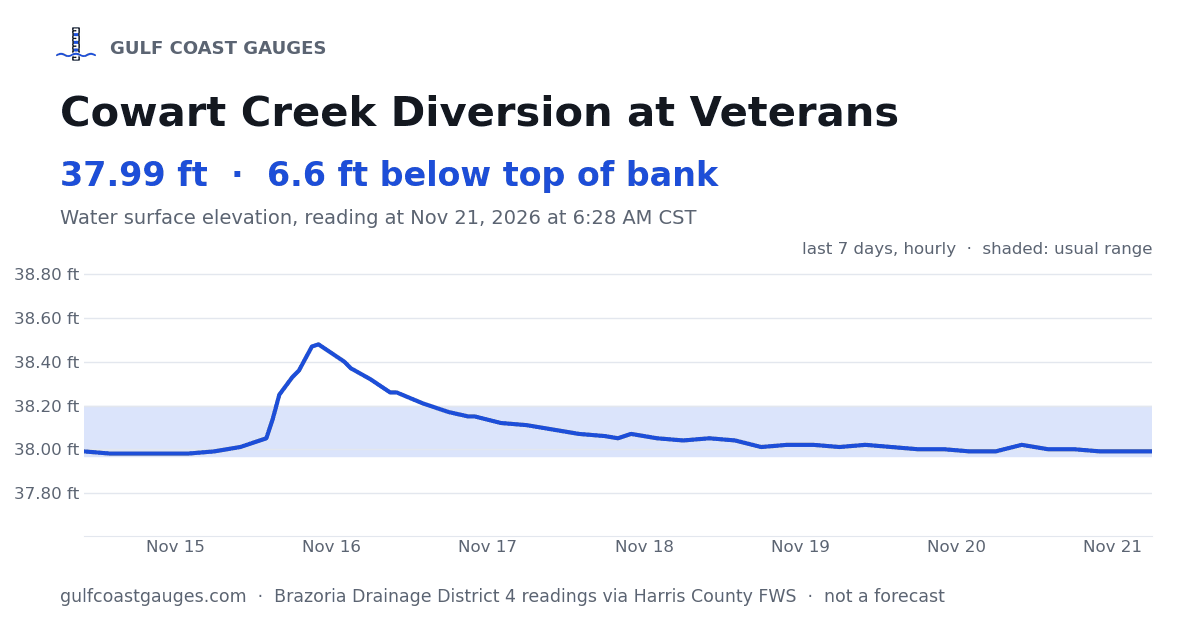 GULF COAST GAUGES
Cowart Creek Diversion at Veterans
37.99 ft · 6.6 ft below top of bank
Water surface elevation, reading at Nov 21, 2026 at 6:28 AM CST
last 7 days, hourly · shaded: usual range
38.80 ft
38.60 ft
38.40 ft
38.20 ft
38.00 ft
37.80 ft
Nov 15 Nov 16 Nov 17 Nov 18 Nov 19 Nov 20 Nov 21
gulfcoastgauges.com · Brazoria Drainage District 4 readings via Harris County FWS · not a forecast